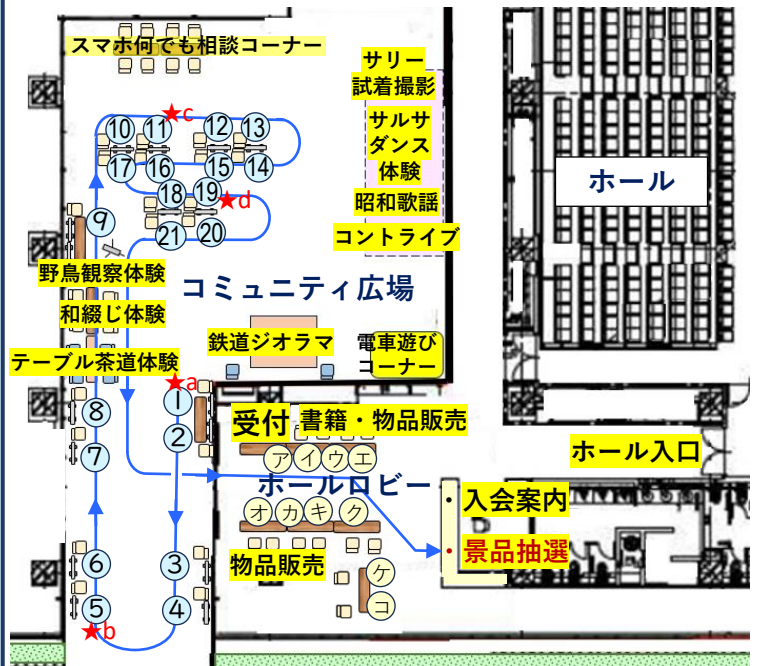 スマホ何でも相談コーナー
サリー
試着撮影
サルサ
ダンス
体験
昭和歌謡
コントライブ
ホール
★c
⑩ ⑪ ⑫ ⑬
⑰ ⑯ ⑮ ⑭
⑱ ⑲ ★d
㉑ ⑳
⑨
野鳥観察体験
和綴じ体験
テーブル茶道体験
コミュニティ広場
鉄道ジオラマ
電車遊び
コーナー
★a
①
②
⑧
⑦
⑥
⑤
★b
③
④
受付 書籍・物品販売
ア イ ウ エ
ホールロビー
オ カ キ ク
物品販売
ケ
コ
ホール入口
・入会案内
・景品抽選